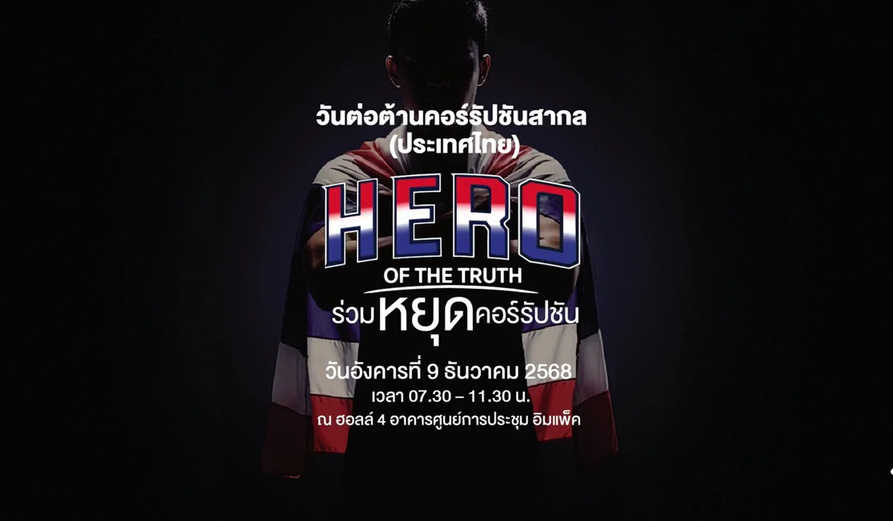 วันต่อต้านคอร์รัปชันสากล
(ประเทศไทย)
HERO
OF THE TRUTH
ร่วมหยุดคอร์รัปชัน
วันอังคารที่ 9 ธันวาคม 2568
เวลา 07.30 – 11.30 น.
ณ ฮอลล์ 4 อาคารศูนย์การประชุม อิมแพ็ค